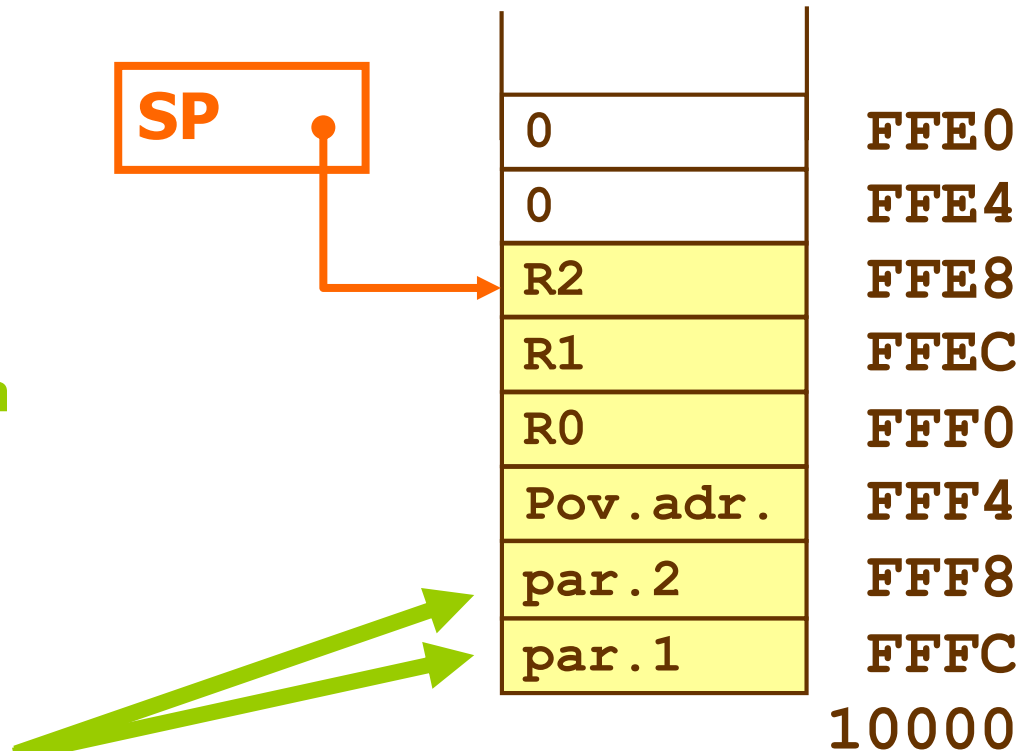 SP
0 FFE0
0 FFE4
R2 FFE8
R1 FFEC
R0 FFF0
Pov.adr. FFF4
par.2 FFF8
par.1 FFFC
10000